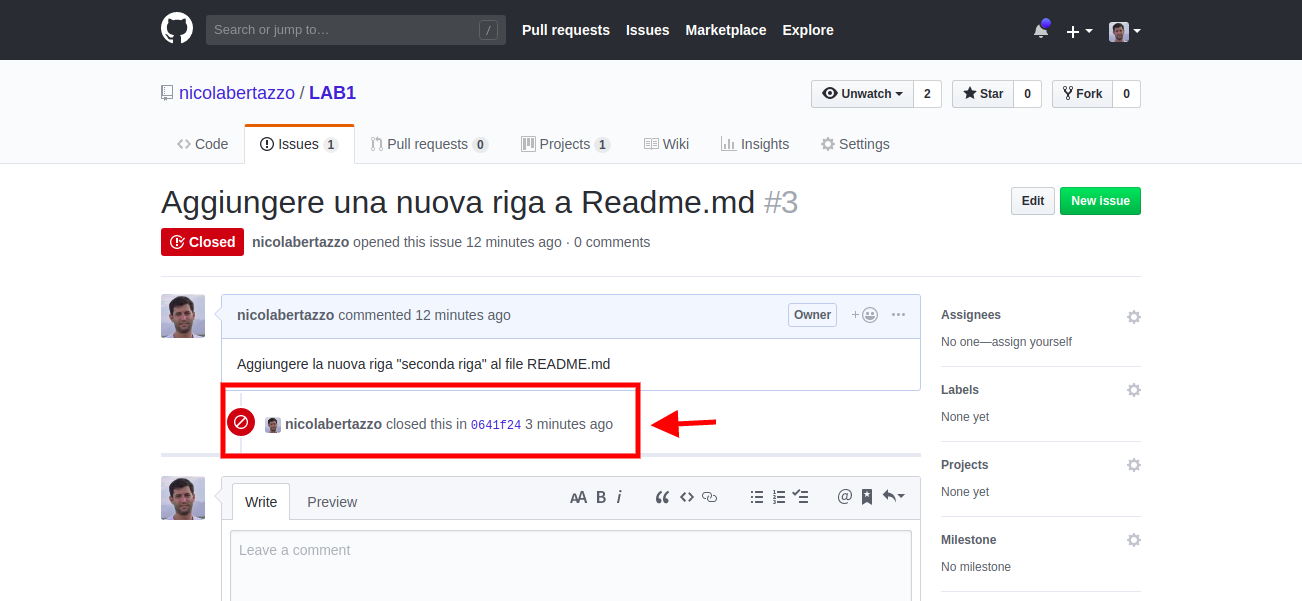 Search or jump to… / Pull requests Issues Marketplace Explore
nicolabertazzo / LAB1 Unwatch 2 Star 0 Fork 0
Code Issues 1 Pull requests 0 Projects 1 Wiki Insights Settings
Aggiungere una nuova riga a Readme.md #3 Edit New issue
Closed nicolabertazzo opened this issue 12 minutes ago · 0 comments
nicolabertazzo commented 12 minutes ago Owner
Aggiungere la nuova riga "seconda riga" al file README.md
nicolabertazzo closed this in 0641f24 3 minutes ago
Write Preview AA B i “ <> @
Leave a comment
Assignees
No one—assign yourself
Labels
None yet
Projects
None yet
Milestone
No milestone